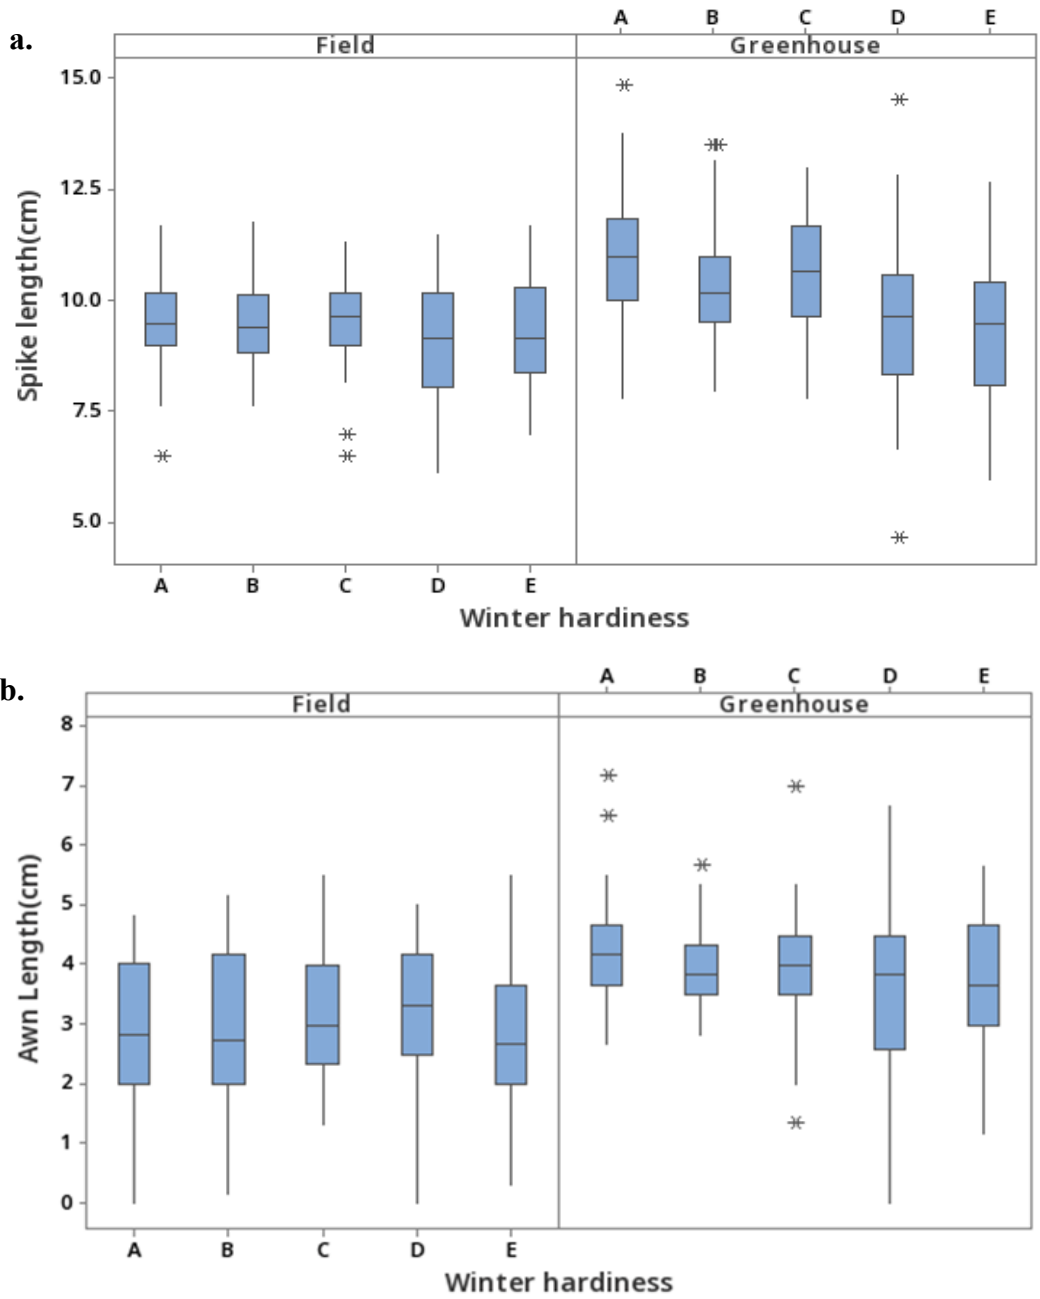 a.
A B C D E
Field Greenhouse
15.0
12.5
10.0
7.5
5.0
Spike length(cm)
A B C D E
Winter hardiness
b.
A B C D E
Field Greenhouse
8
7
6
5
4
3
2
1
0
Awn Length(cm)
A B C D E
Winter hardiness